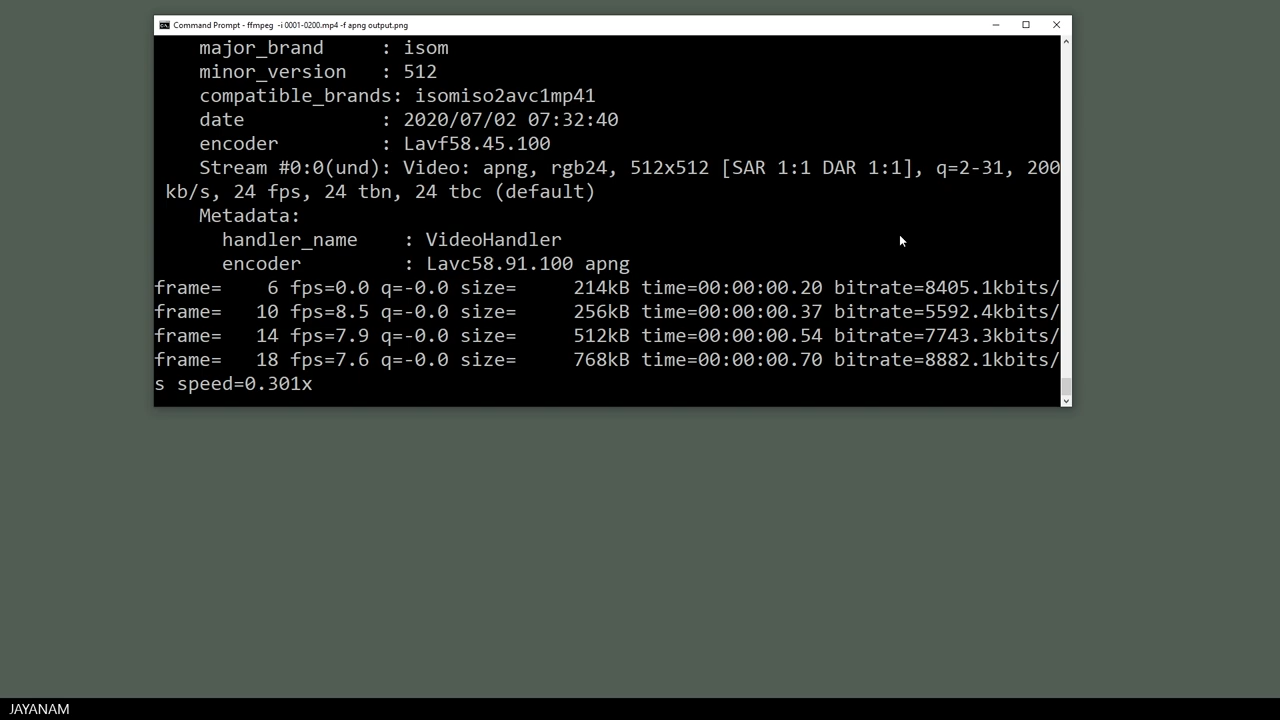 Command Prompt - ffmpeg -i 0001-0200.mp4 -f apng output.png
major_brand : isom
minor_version : 512
compatible_brands: isomiso2avc1mp41
date : 2020/07/02 07:32:40
encoder : Lavf58.45.100
Stream #0:0(und): Video: apng, rgb24, 512x512 [SAR 1:1 DAR 1:1], q=2-31, 200
kb/s, 24 fps, 24 tbn, 24 tbc (default)
Metadata:
handler_name : VideoHandler
encoder : Lavc58.91.100 apng
frame= 6 fps=0.0 q=-0.0 size= 214kB time=00:00:00.20 bitrate=8405.1kbits/
frame= 10 fps=8.5 q=-0.0 size= 256kB time=00:00:00.37 bitrate=5592.4kbits/
frame= 14 fps=7.9 q=-0.0 size= 512kB time=00:00:00.54 bitrate=7743.3kbits/
frame= 18 fps=7.6 q=-0.0 size= 768kB time=00:00:00.70 bitrate=8882.1kbits/
s speed=0.301x
JAYANAM